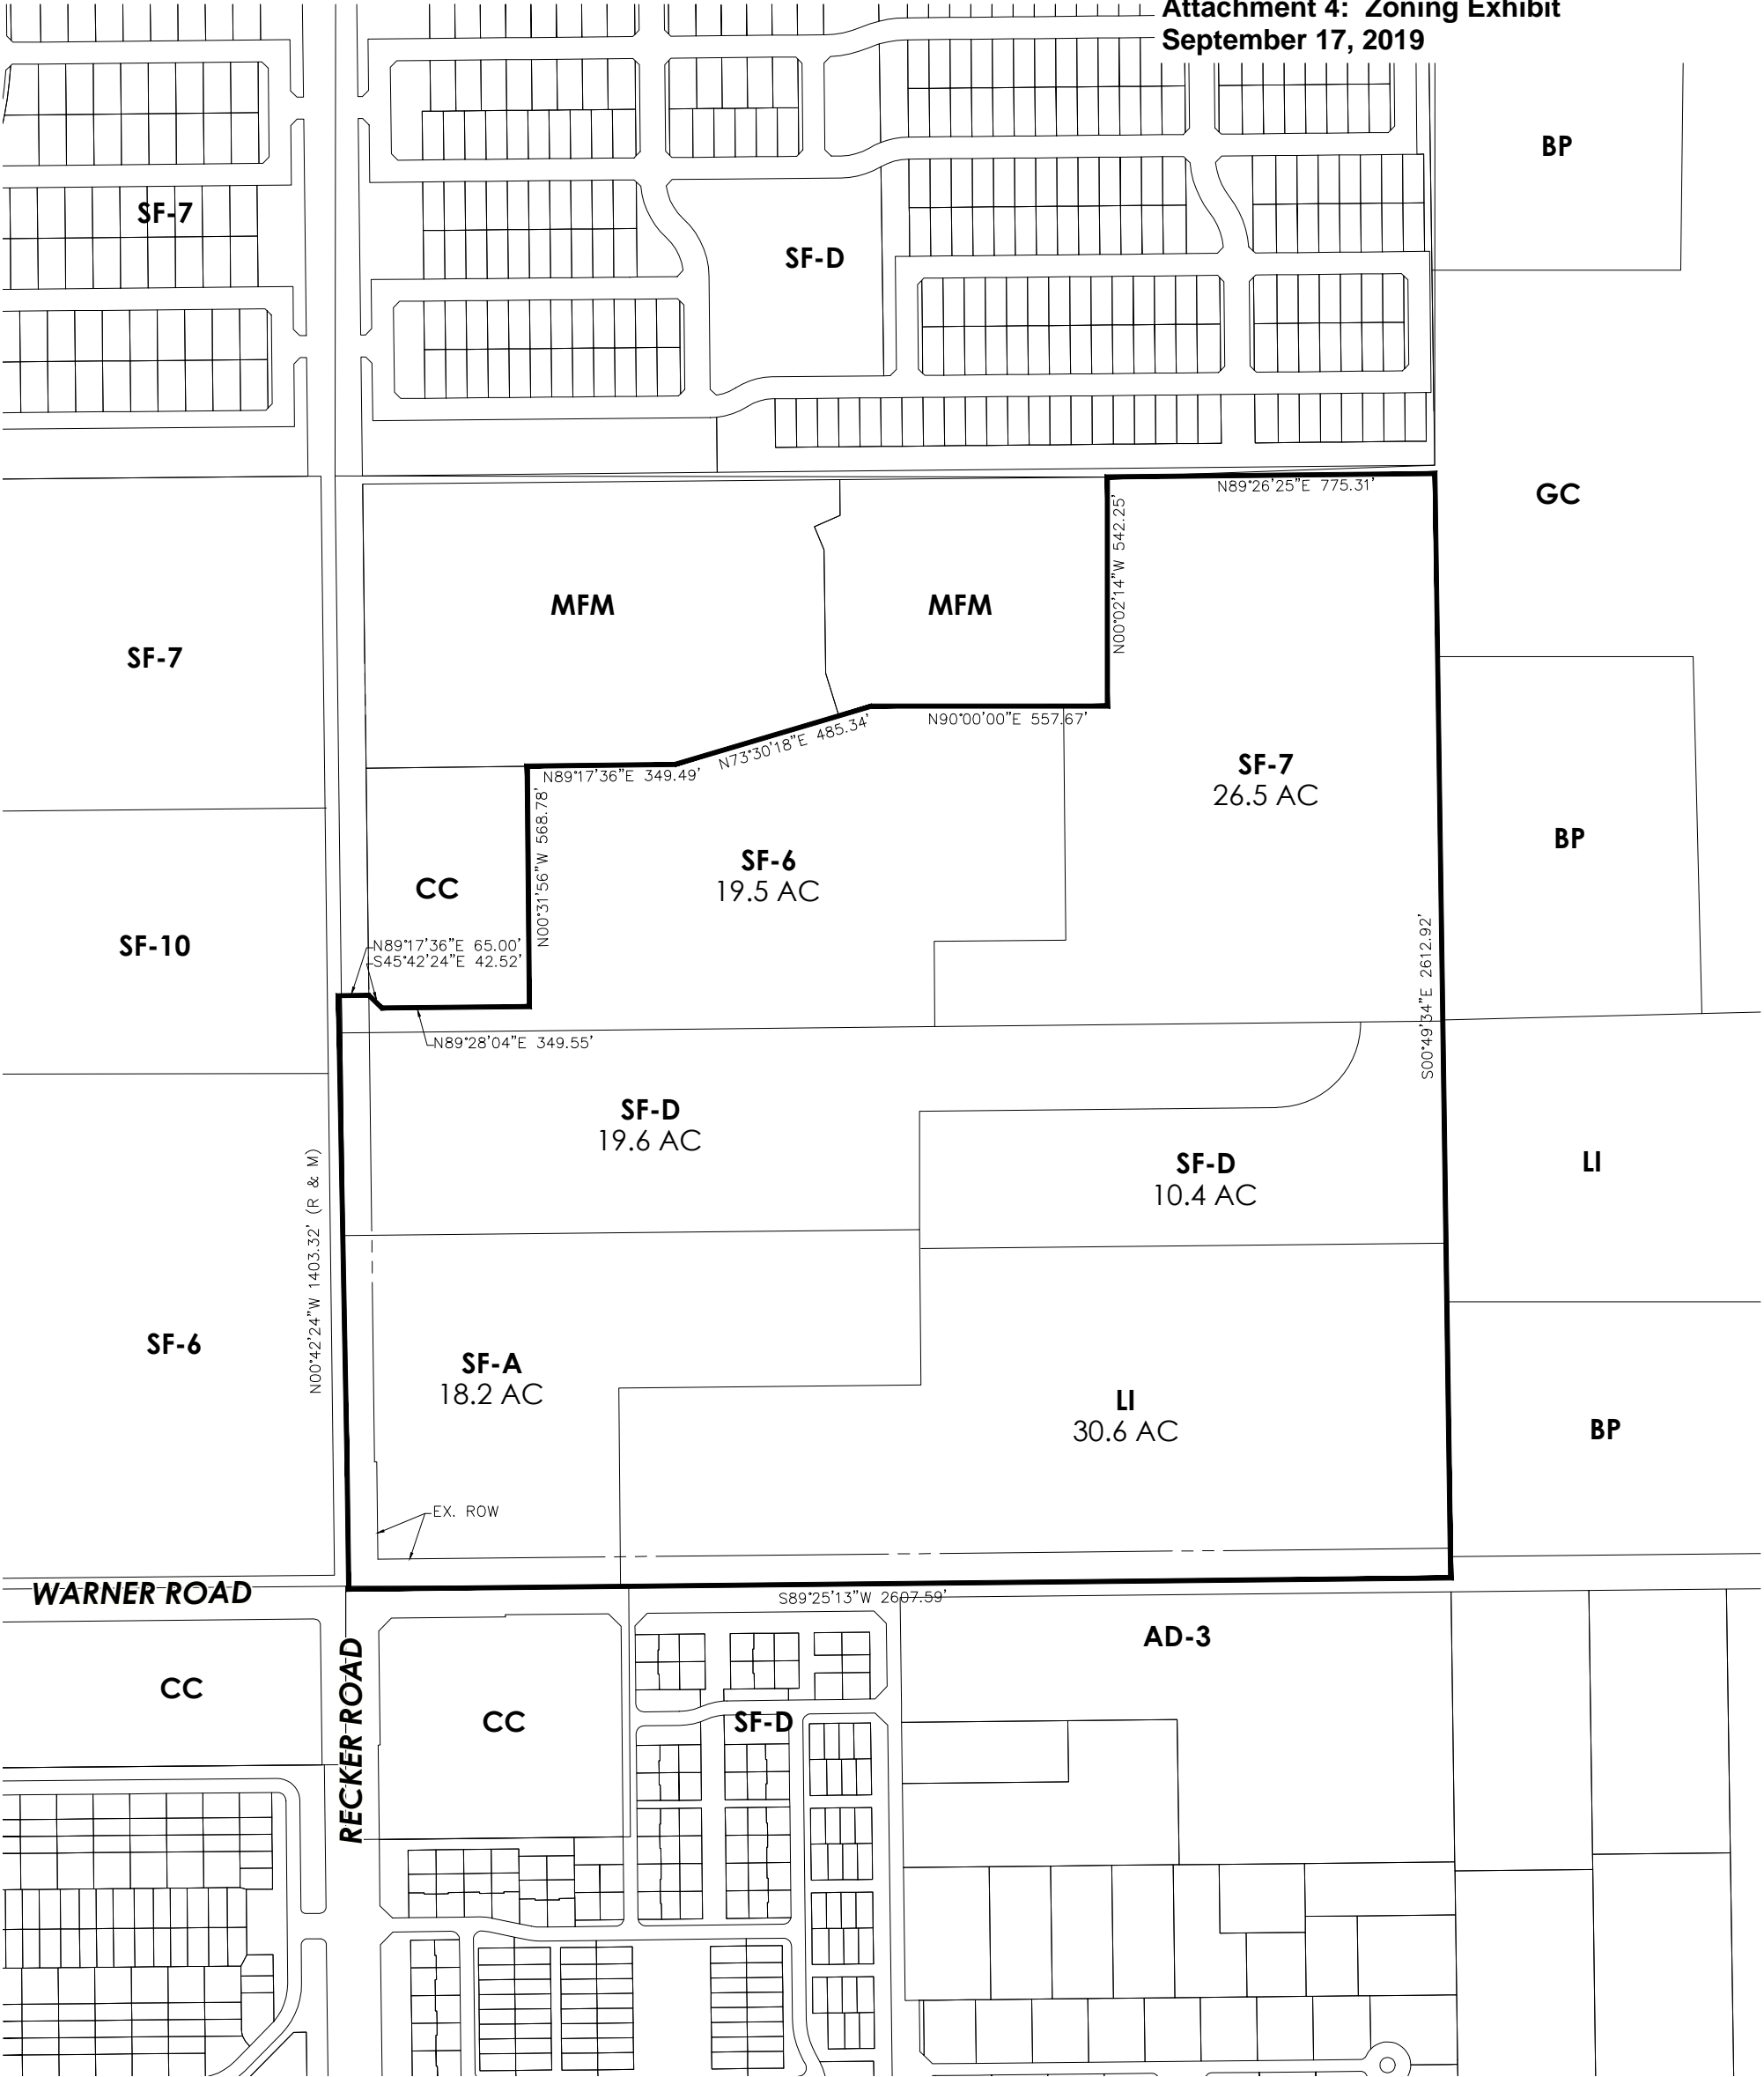 Attachment 4: Zoning Exhibit
September 17, 2019
BP
SF-7
SF-D
N89°26'25"E 775.31'
GC
N00°02'14"W 542.25'
MFM
MFM
SF-7
N90°00'00"E 557.67'
N73°30'18"E 485.34'
N89°17'36"E 349.49'
SF-7
26.5 AC
N00°31'56"W 568.78'
BP
SF-6
19.5 AC
CC
SF-10
N89°17'36"E 65.00'
S45°42'24"E 42.52'
S00°49'34"E 2612.92'
N89°28'04"E 349.55'
SF-D
19.6 AC
SF-D
10.4 AC
LI
N00°42'24"W 1403.32' (R & M)
SF-6
SF-A
18.2 AC
LI
30.6 AC
BP
EX. ROW
WARNER ROAD
S89°25'13"W 2607.59'
AD-3
RECKER ROAD
CC
CC
SF-D